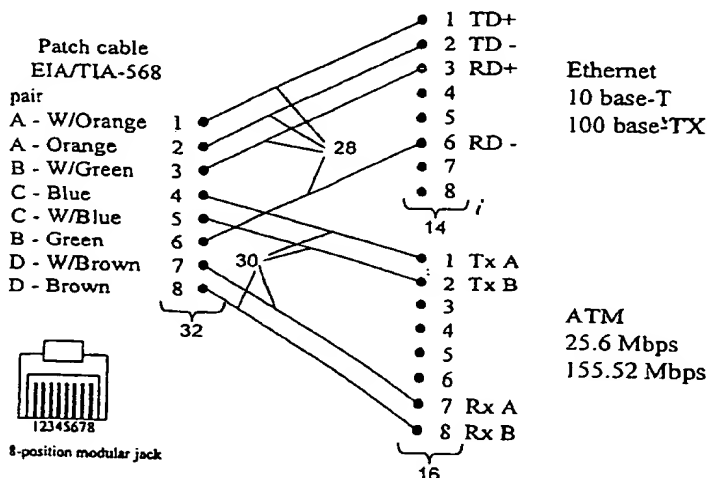 Patch cable
EIA/TIA-568
pair
A - W/Orange 1
A - Orange 2
B - W/Green 3
C - Blue 4
C - W/Blue 5
B - Green 6
D - W/Brown 7
D - Brown 8
32
28
30
1 TD+
2 TD -
3 RD+
4
5
6 RD -
7
8
i
14
Ethernet
10 base-T
100 base-TX
1 Tx A
2 Tx B
3
4
5
6
7 Rx A
8 Rx B
16
ATM
25.6 Mbps
155.52 Mbps
12345678
8-position modular jack